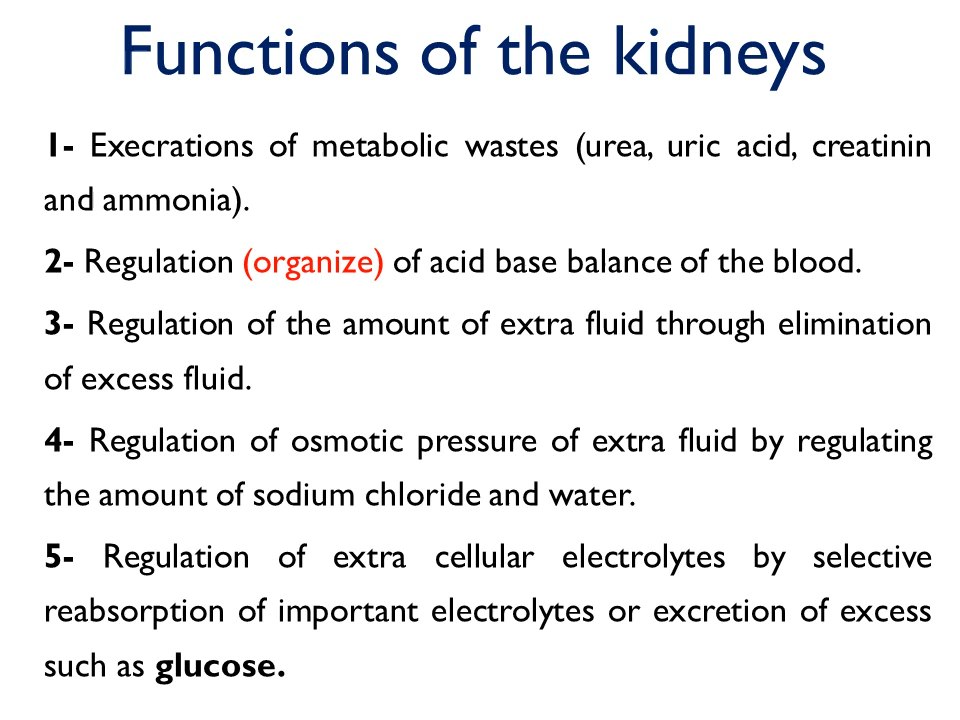 Functions of the kidneys
1- Execrations of metabolic wastes (urea, uric acid, creatinin
and ammonia).
2- Regulation (organize) of acid base balance of the blood.
3- Regulation of the amount of extra fluid through elimination
of excess fluid.
4- Regulation of osmotic pressure of extra fluid by regulating
the amount of sodium chloride and water.
5- Regulation of extra cellular electrolytes by selective
reabsorption of important electrolytes or excretion of excess
such as glucose.